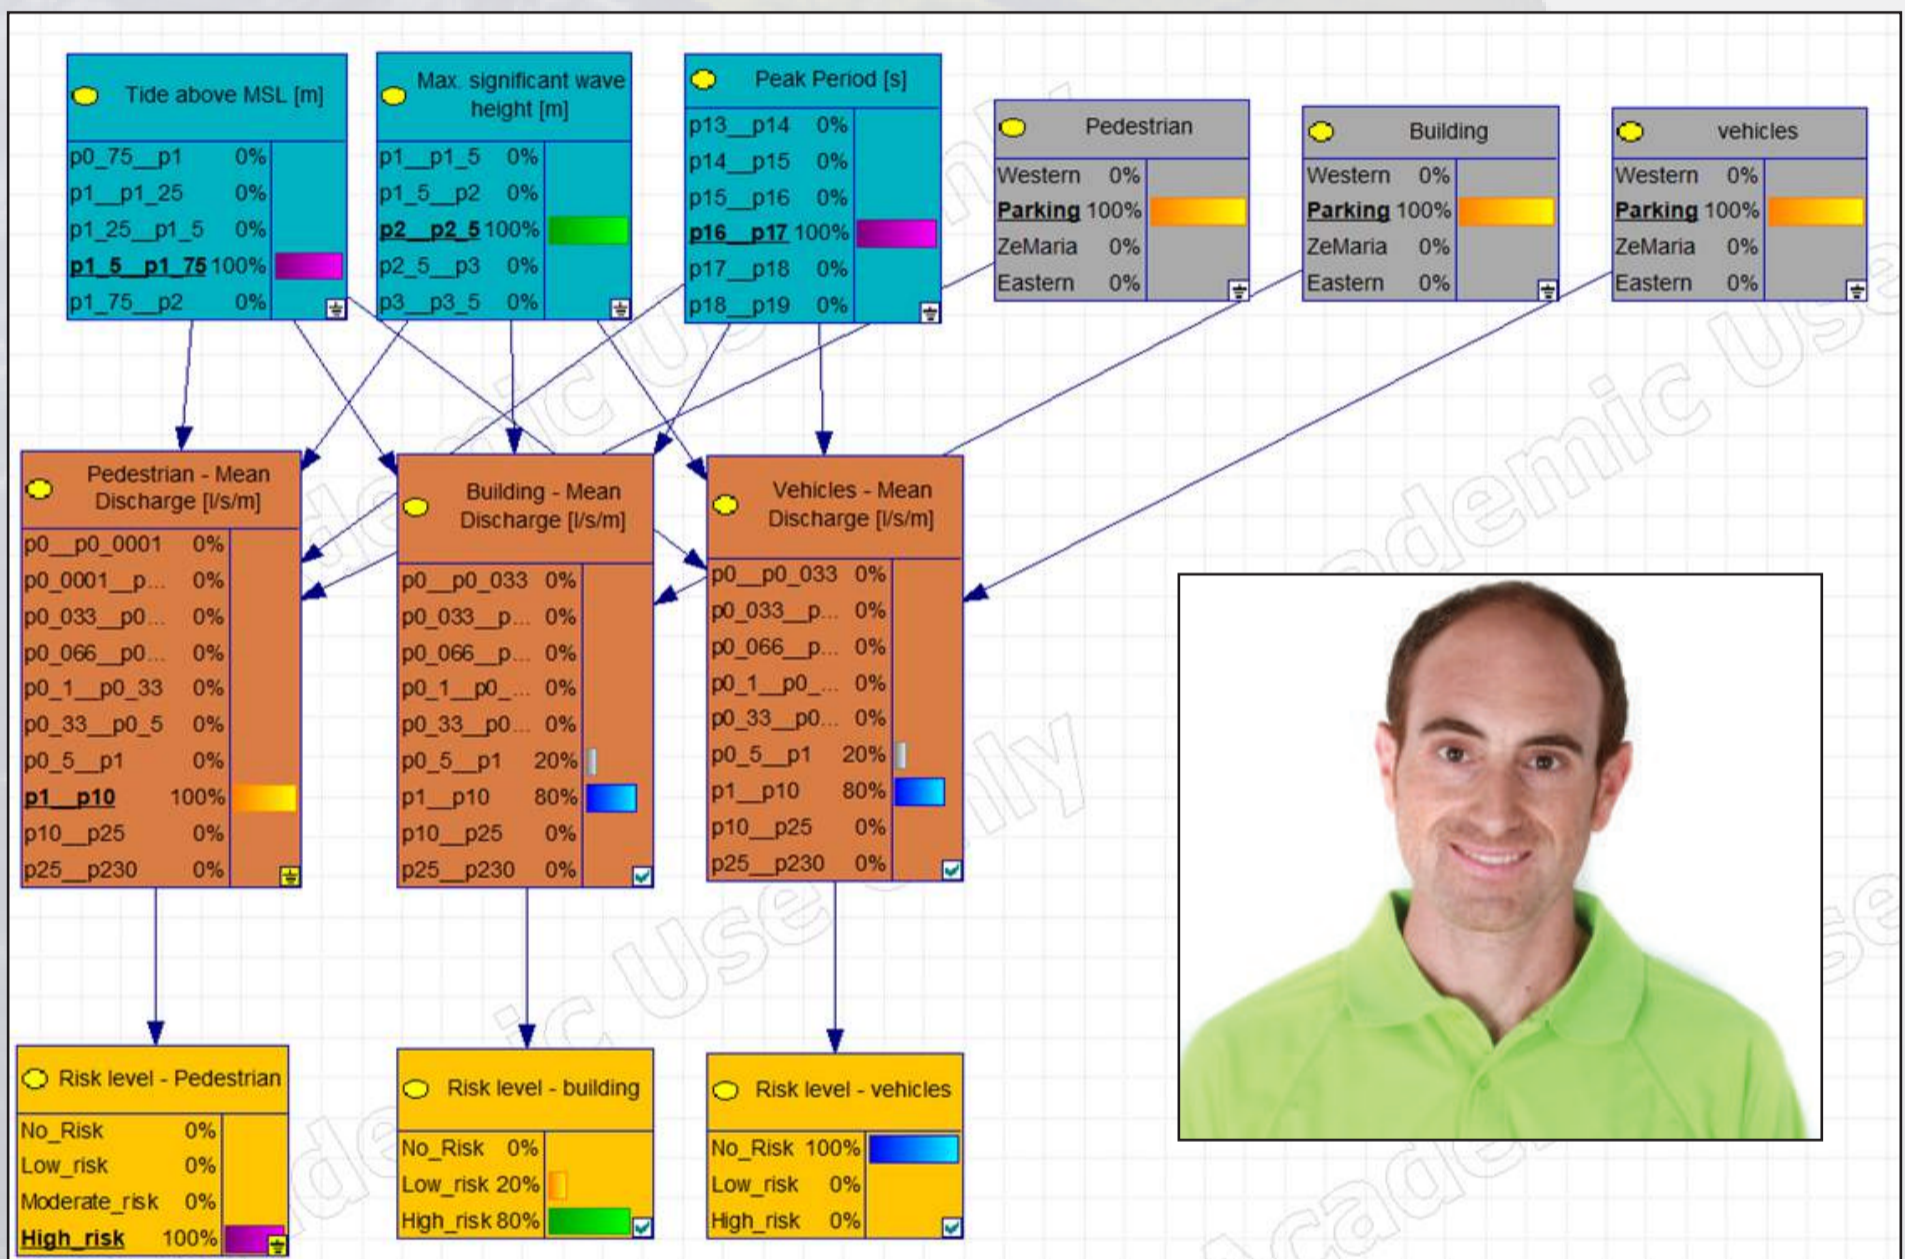 Tide above MSL [m]
p0_75__p1 0%
p1__p1_25 0%
p1_25__p1_5 0%
p1_5__p1_75 100%
p1_75__p2 0%
Max. significant wave
height [m]
p1__p1_5 0%
p1_5__p2 0%
p2__p2_5 100%
p2_5__p3 0%
p3__p3_5 0%
Peak Period [s]
p13__p14 0%
p14__p15 0%
p15__p16 0%
p16__p17 100%
p17__p18 0%
p18__p19 0%
Pedestrian
Western 0%
Parking 100%
ZeMaria 0%
Eastern 0%
Building
Western 0%
Parking 100%
ZeMaria 0%
Eastern 0%
vehicles
Western 0%
Parking 100%
ZeMaria 0%
Eastern 0%
Pedestrian - Mean
Discharge [l/s/m]
p0__p0_0001 0%
p0_0001__p... 0%
p0_033__p0... 0%
p0_066__p0... 0%
p0_1__p0_33 0%
p0_33__p0_5 0%
p0_5__p1 0%
p1__p10 100%
p10__p25 0%
p25__p230 0%
Building - Mean
Discharge [l/s/m]
p0__p0_033 0%
p0_033__p... 0%
p0_066__p... 0%
p0_1__p0_... 0%
p0_33__p0... 0%
p0_5__p1 20%
p1__p10 80%
p10__p25 0%
p25__p230 0%
Vehicles - Mean
Discharge [l/s/m]
p0__p0_033 0%
p0_033__p... 0%
p0_066__p... 0%
p0_1__p0_... 0%
p0_33__p0... 0%
p0_5__p1 20%
p1__p10 80%
p10__p25 0%
p25__p230 0%
Risk level - Pedestrian
No_Risk 0%
Low_risk 0%
Moderate_risk 0%
High_risk 100%
Risk level - building
No_Risk 0%
Low_risk 20%
High_risk 80%
Risk level - vehicles
No_Risk 100%
Low_risk 0%
High_risk 0%
Academic Use
Use Only